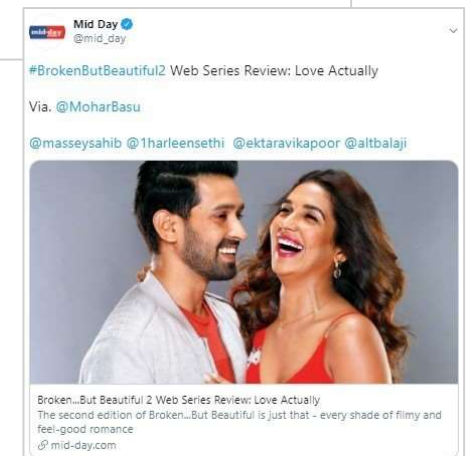 mid-day
Mid Day
@mid_day
#BrokenButBeautiful2 Web Series Review: Love Actually
Via. @MoharBasu
@masseysahib @1harleensethi @ektaravikapoor @altbalaji
Broken...But Beautiful 2 Web Series Review: Love Actually
The second edition of Broken...But Beautiful is just that - every shade of filmy and
feel-good romance
mid-day.com